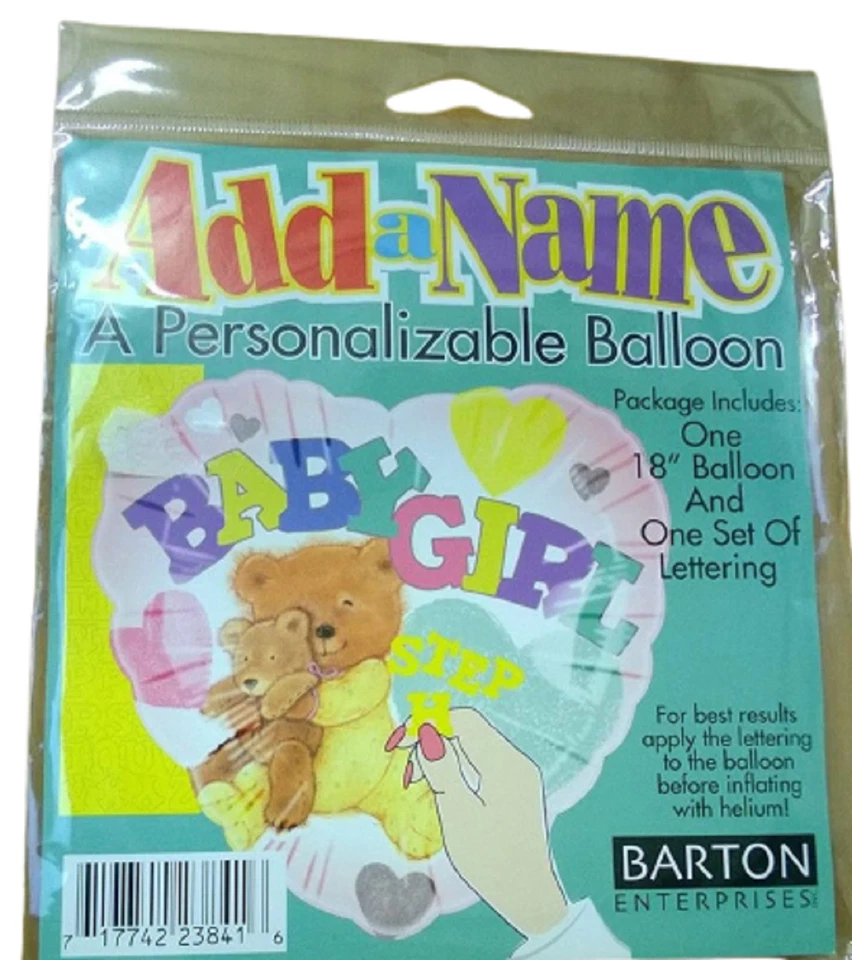 Add a Name
A Personalizable Balloon
Package Includes:
One
18" Balloon
And
One Set Of
Lettering
BABY GIRL
STEP
H
For best results
apply the lettering
to the balloon
before inflating
with helium!
BARTON
ENTERPRISES
7 17742 23841 6